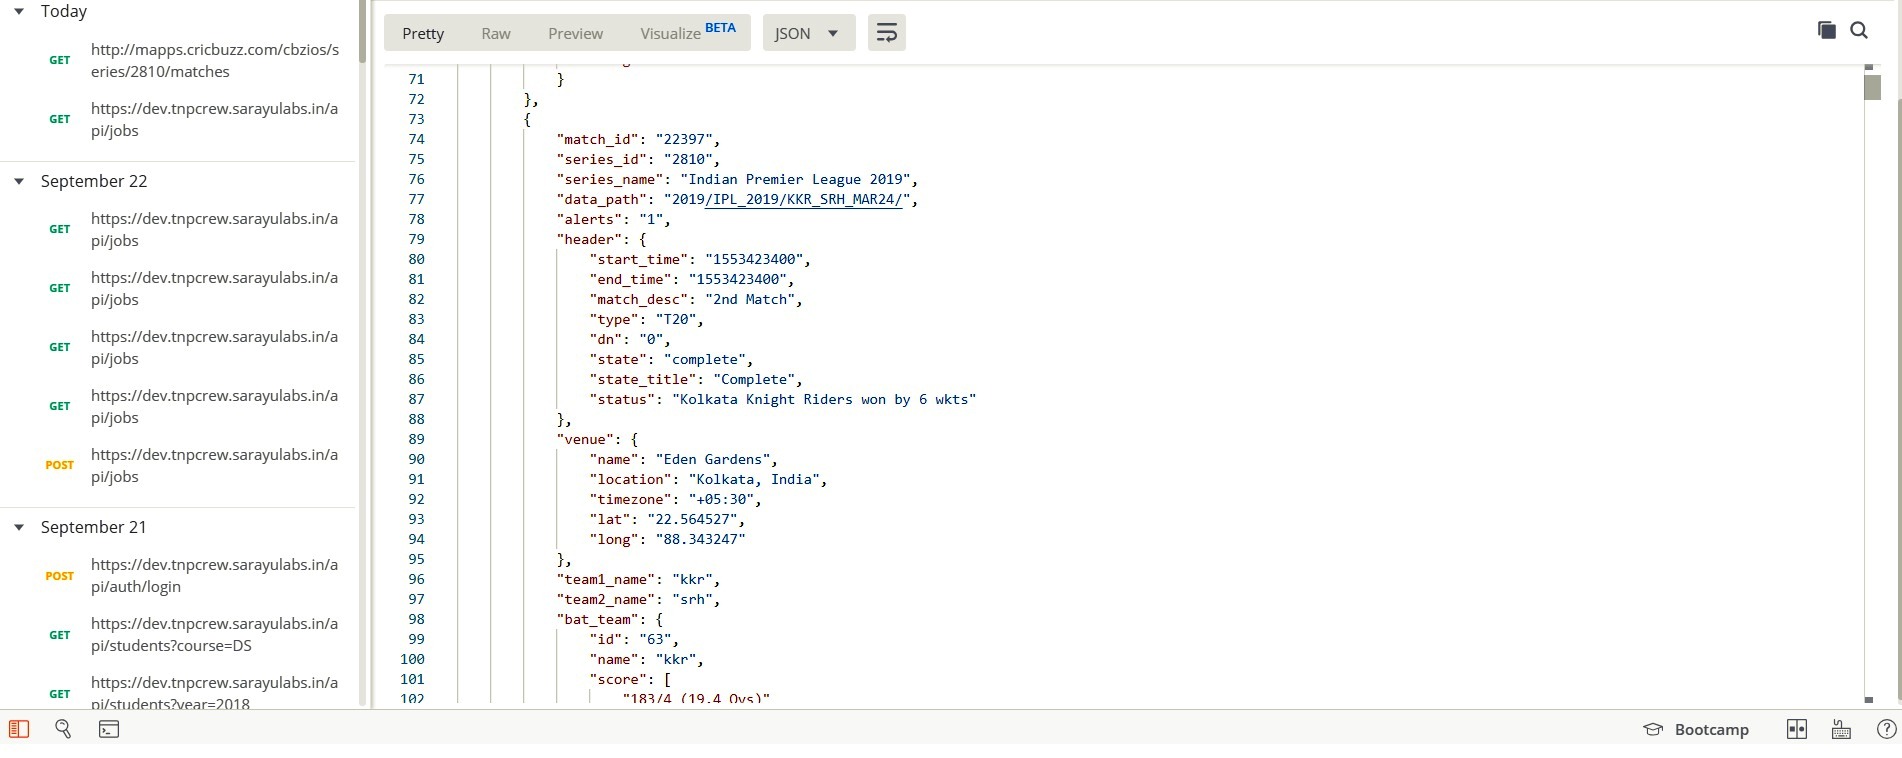 Today
GET
http://mapps.cricbuzz.com/cbzios/s
eries/2810/matches
GET
https://dev.tnpcrew.sarayulabs.in/a
pi/jobs
September 22
GET
https://dev.tnpcrew.sarayulabs.in/a
pi/jobs
GET
https://dev.tnpcrew.sarayulabs.in/a
pi/jobs
GET
https://dev.tnpcrew.sarayulabs.in/a
pi/jobs
GET
https://dev.tnpcrew.sarayulabs.in/a
pi/jobs
POST
https://dev.tnpcrew.sarayulabs.in/a
pi/jobs
September 21
POST
https://dev.tnpcrew.sarayulabs.in/a
pi/auth/login
GET
https://dev.tnpcrew.sarayulabs.in/a
pi/students?course=DS
GET
https://dev.tnpcrew.sarayulabs.in/a
pi/students?year=2018
Pretty Raw Preview Visualize BETA JSON
71 }
72 },
73 {
74 "match_id": "22397",
75 "series_id": "2810",
76 "series_name": "Indian Premier League 2019",
77 "data_path": "2019/IPL_2019/KKR_SRH_MAR24/",
78 "alerts": "1",
79 "header": {
80 "start_time": "1553423400",
81 "end_time": "1553423400",
82 "match_desc": "2nd Match",
83 "type": "T20",
84 "dn": "0",
85 "state": "complete",
86 "state_title": "Complete",
87 "status": "Kolkata Knight Riders won by 6 wkts"
88 },
89 "venue": {
90 "name": "Eden Gardens",
91 "location": "Kolkata, India",
92 "timezone": "+05:30",
93 "lat": "22.564527",
94 "long": "88.343247"
95 },
96 "team1_name": "kkr",
97 "team2_name": "srh",
98 "bat_team": {
99 "id": "63",
100 "name": "kkr",
101 "score": [
102 "183/4 (19.4 Ovs)"
Bootcamp